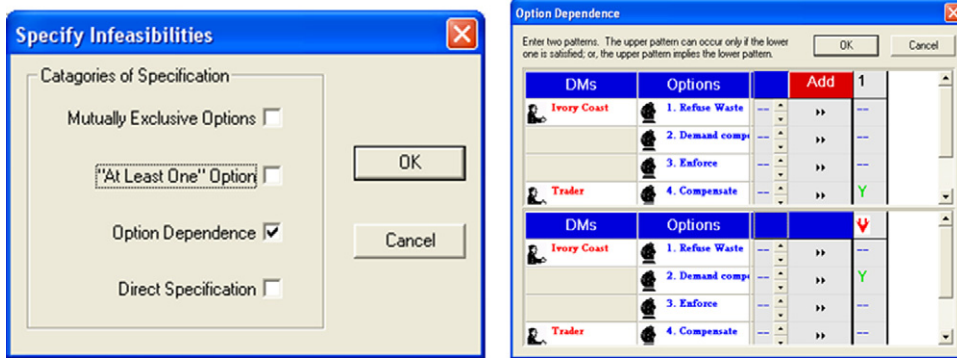 Specify Infeasibilities
Catagories of Specification
Mutually Exclusive Options
"At Least One" Option
Option Dependence
Direct Specification
OK
Cancel
Option Dependence
Enter two patterns. The upper pattern can occur only if the lower
one is satisfied; or, the upper pattern implies the lower pattern.
OK
Cancel
DMs Options Add 1
Ivory Coast 1. Refuse Waste -- --
2. Demand compe -- --
3. Enforce -- --
Trader 4. Compensate -- Y
DMs Options
Ivory Coast 1. Refuse Waste -- --
2. Demand compe -- Y
3. Enforce -- --
Trader 4. Compensate -- --